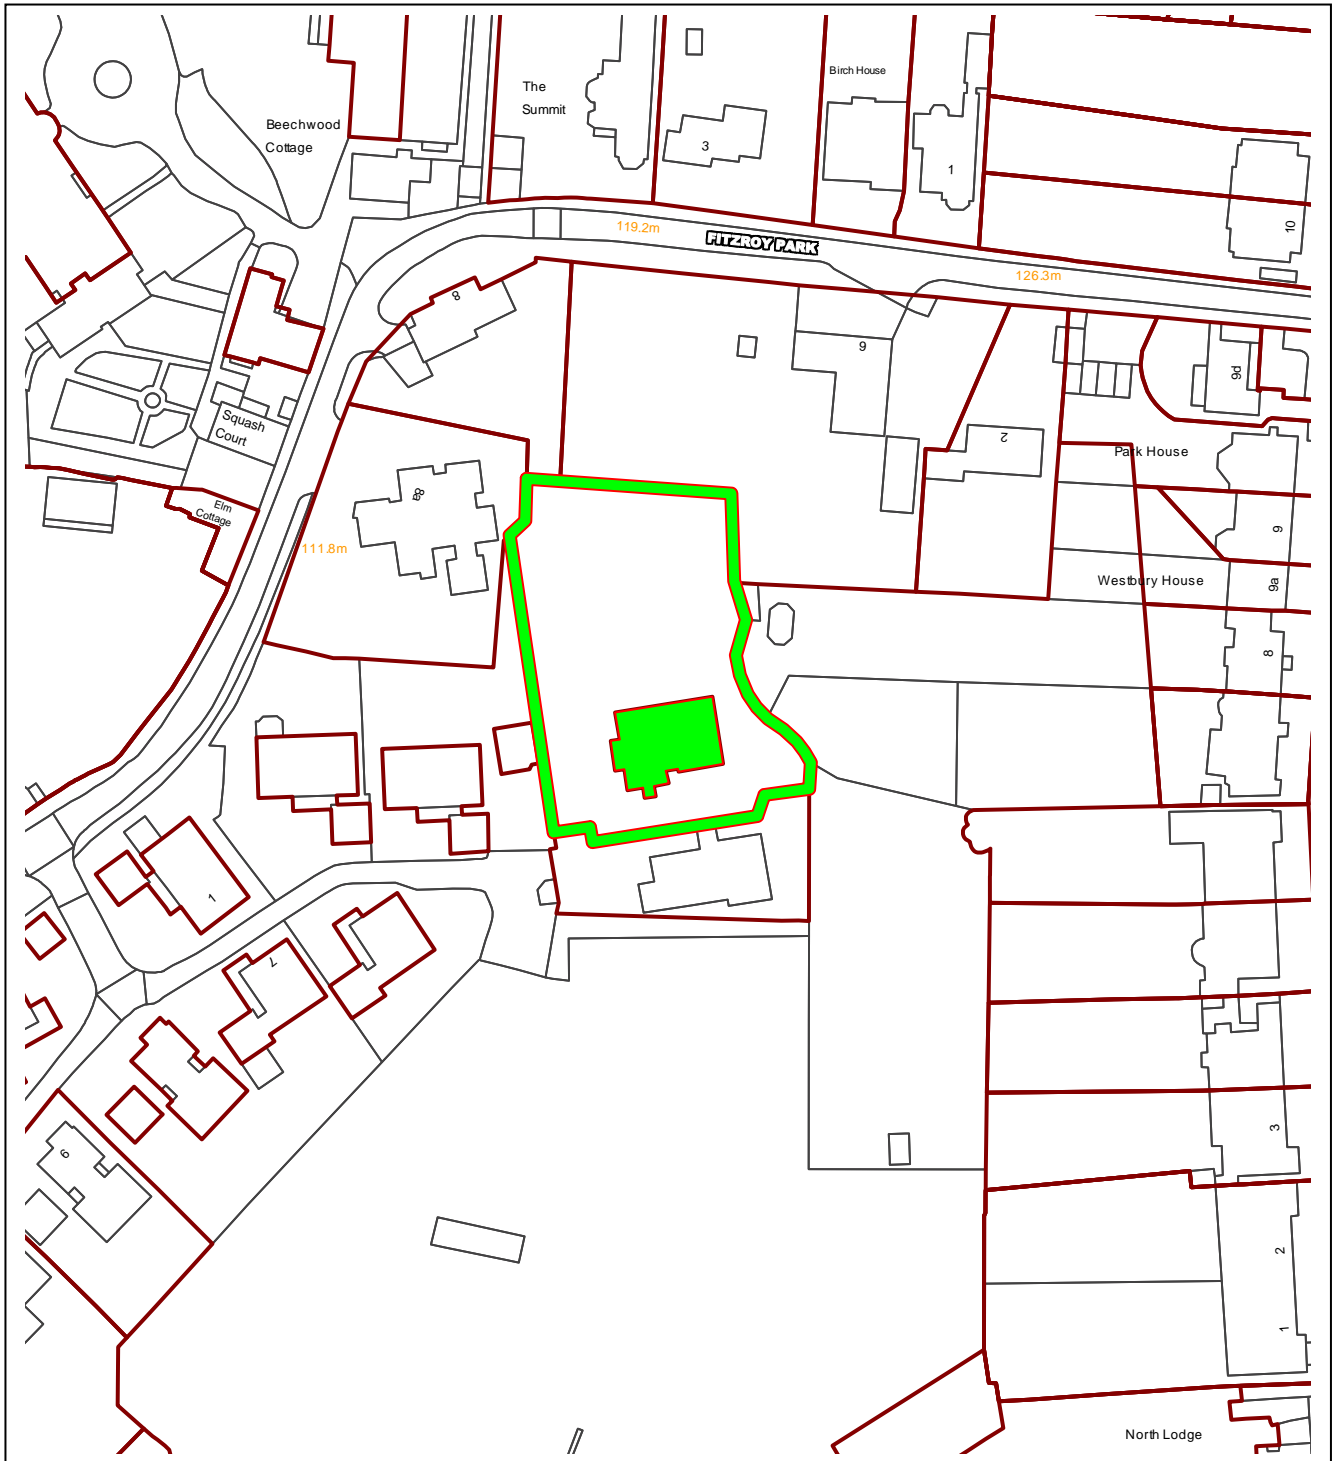 The
Summit
Birch House
Beechwood
Cottage
3
1
10
119.2m
FITZROY PARK
126.3m
8
6
9d
2
Squash
Court
Park House
8a
Elm
Cottage
111.8m
9
Westbury House
9a
8
1
7
3
6
2
1
North Lodge